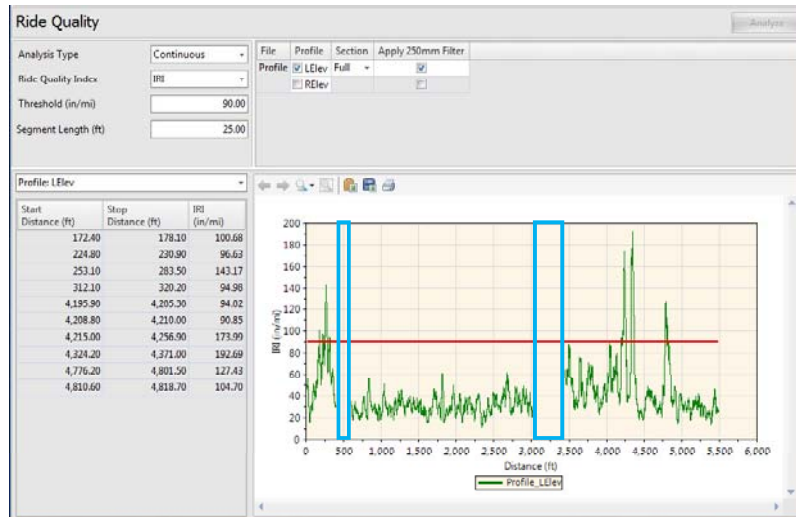 Ride Quality
Analyze
Analysis Type Continuous
Ride Quality Index IRI
Threshold (in/mi) 90.00
Segment Length (ft) 25.00
File Profile Section Apply 250mm Filter
Profile LElev Full
RElev
Profile: LElev
Start Distance (ft) Stop Distance (ft) IRI (in/mi)
172.40 178.10 100.68
224.80 230.90 96.63
253.10 283.50 143.17
312.10 320.20 94.98
4,195.90 4,205.30 94.02
4,208.80 4,210.00 90.85
4,215.00 4,256.90 173.99
4,324.20 4,371.00 192.69
4,776.20 4,801.50 127.43
4,810.60 4,818.70 104.70
200
180
160
140
120
100
80
60
40
20
0
IRI (in/mi)
0 500 1,000 1,500 2,000 2,500 3,000 3,500 4,000 4,500 5,000 5,500 6,000
Distance (ft)
Profile_LElev